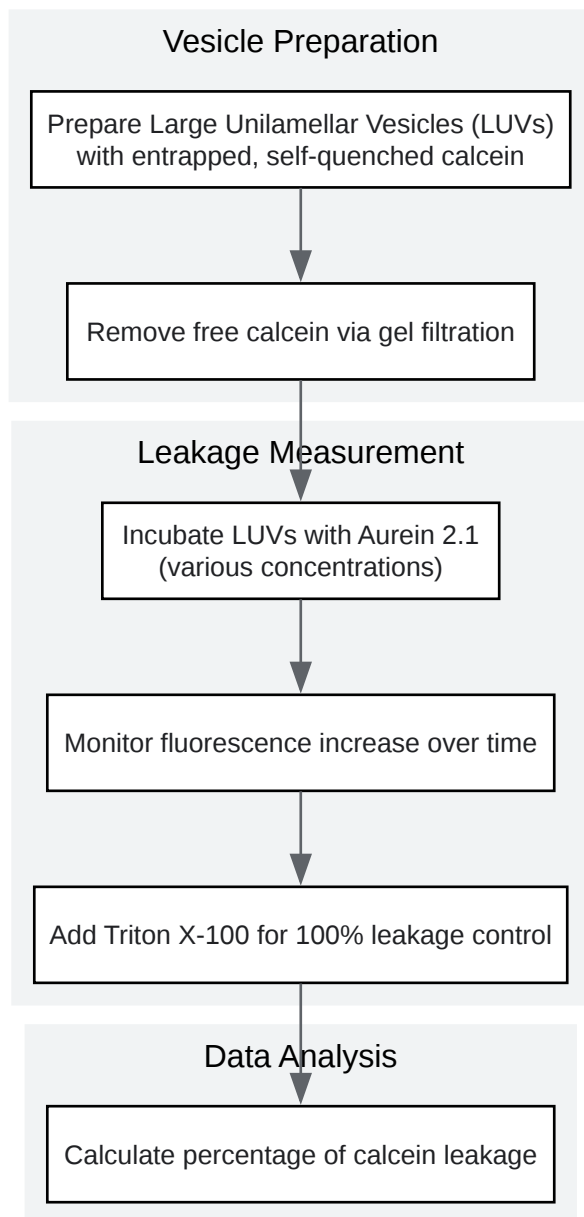 Vesicle Preparation
Prepare Large Unilamellar Vesicles (LUVs)
with entrapped, self-quenched calcein
Remove free calcein via gel filtration
Leakage Measurement
Incubate LUVs with Aurein 2.1
(various concentrations)
Monitor fluorescence increase over time
Add Triton X-100 for 100% leakage control
Data Analysis
Calculate percentage of calcein leakage